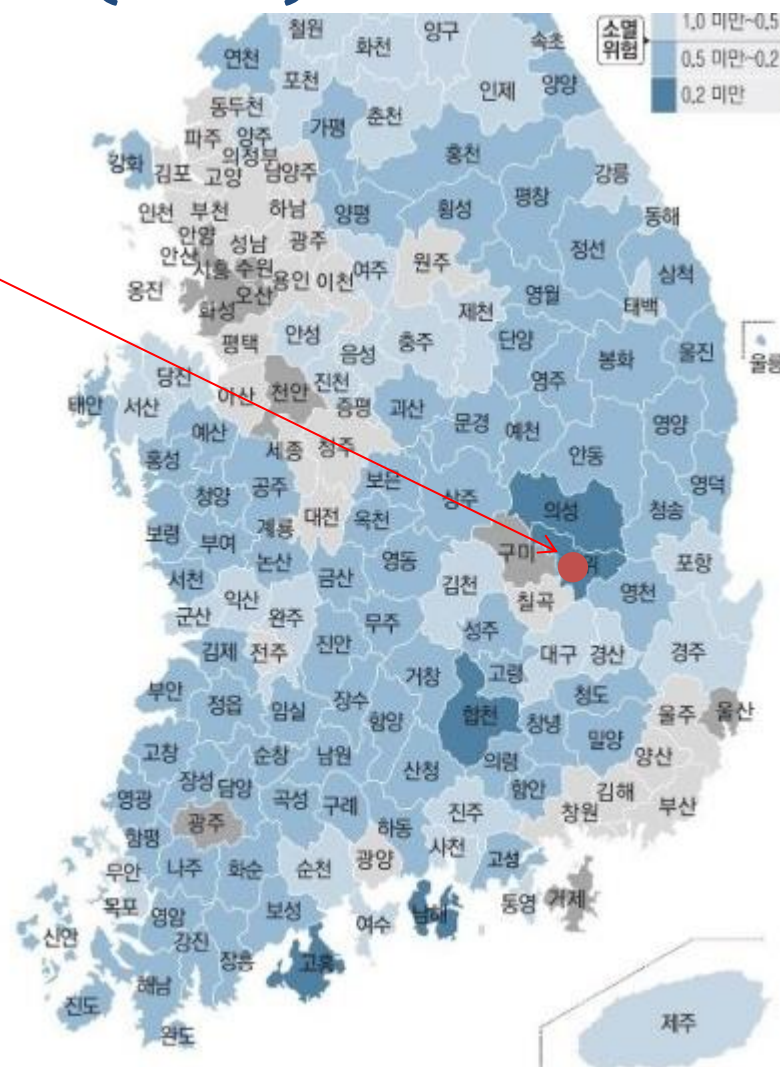 철원
화천
양구
속초
소멸
위험
1.0 미만~0.5
0.5 미만~0.2
0.2 미만
연천
포천
인제
양양
동두천
가평
춘천
파주
양주
홍천
강릉
강화
김포
고양
의정부
남양주
평창
인천
부천
하남
양평
횡성
동해
안양
안산
성남
광주
정선
시흥
수원
용인
이천
여주
원주
삼척
옹진
화성
오산
영월
태백
제천
평택
안성
음성
충주
단양
봉화
울진
울릉
당진
아산
천안
진천
영주
태안
서산
증평
괴산
문경
예천
영양
예산
세종
청주
안동
홍성
보은
영덕
청양
공주
상주
의성
청송
보령
부여
계룡
대전
옥천
논산
영동
구미
포항
서천
금산
김천
영천
익산
칠곡
군산
완주
무주
성주
김제
전주
진안
대구
경산
경주
거창
고령
부안
정읍
임실
장수
함양
합천
창녕
청도
울주
울산
밀양
고창
순창
남원
의령
양산
장성
담양
산청
영광
곡성
구례
함안
김해
광주
진주
창원
부산
함평
하동
사천
고성
무안
나주
화순
순천
광양
목포
영암
보성
여수
남해
통영
거제
신안
강진
장흥
고흥
해남
진도
완도
제주